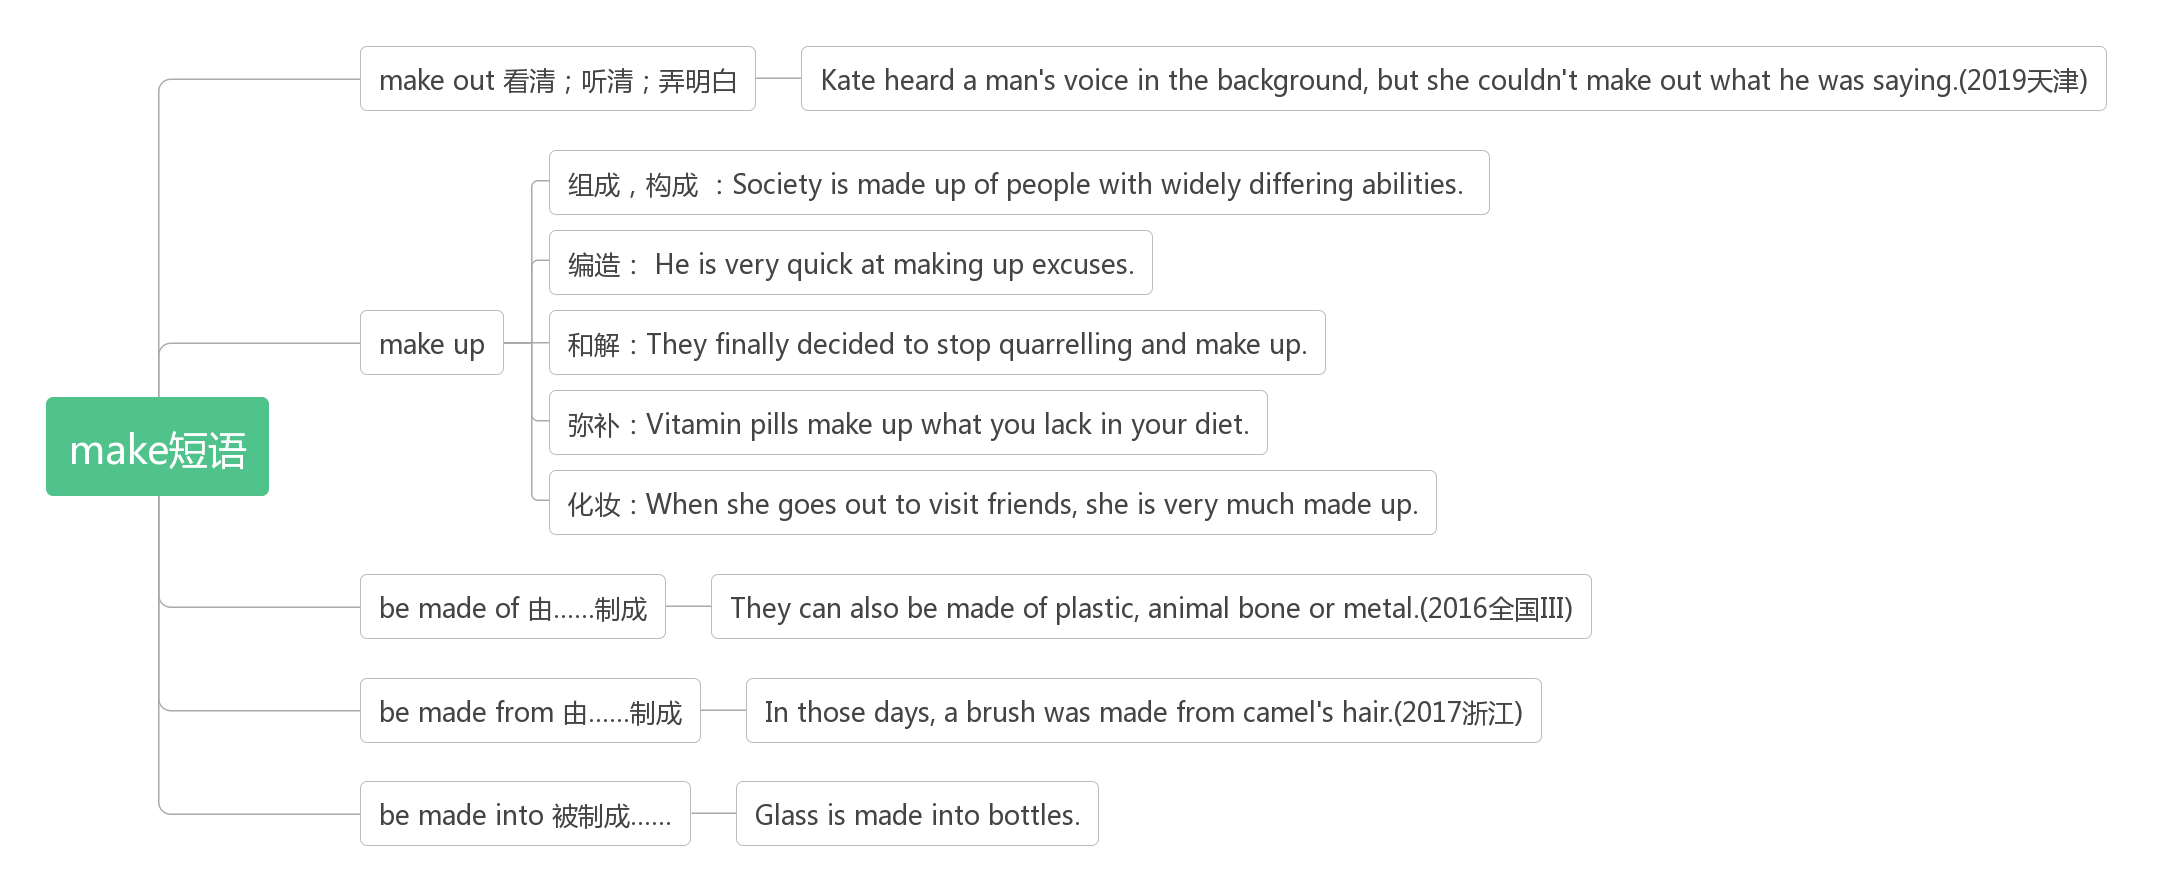 make短语
make out 看清；听清；弄明白
Kate heard a man's voice in the background, but she couldn't make out what he was saying.(2019天津)
make up
组成，构成 ：Society is made up of people with widely differing abilities.
编造： He is very quick at making up excuses.
和解：They finally decided to stop quarrelling and make up.
弥补：Vitamin pills make up what you lack in your diet.
化妆：When she goes out to visit friends, she is very much made up.
be made of 由......制成
They can also be made of plastic, animal bone or metal.(2016全国III)
be made from 由......制成
In those days, a brush was made from camel's hair.(2017浙江)
be made into 被制成......
Glass is made into bottles.